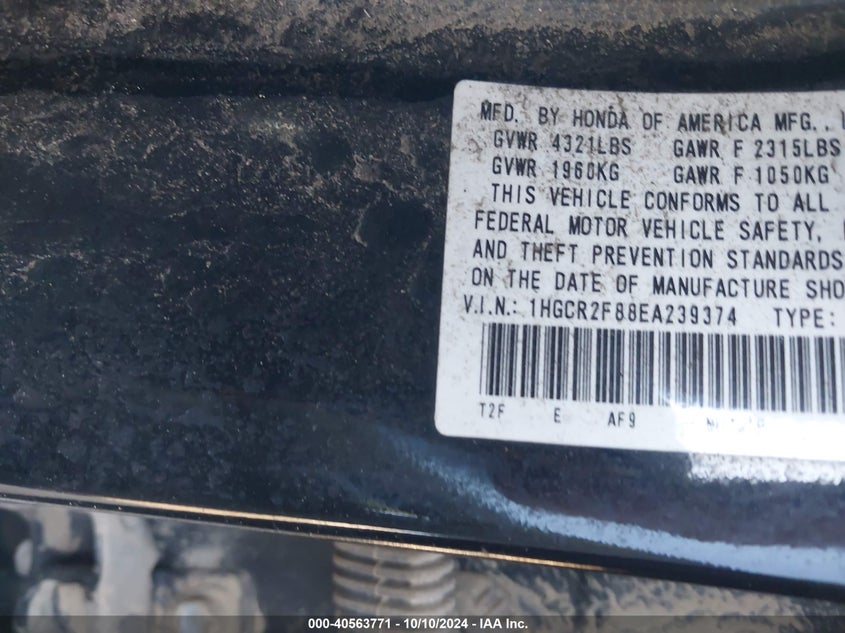 MFD. BY HONDA OF AMERICA MFG.,
GVWR 4321LBS GAWR F 2315LBS
GVWR 1960KG GAWR F 1050KG
THIS VEHICLE CONFORMS TO ALL
FEDERAL MOTOR VEHICLE SAFETY,
AND THEFT PREVENTION STANDARDS
ON THE DATE OF MANUFACTURE SHO
V.I.N.: 1HGCR2F88EA239374 TYPE:
T2F E AF9
000-40563771 - 10/10/2024 - IAA Inc.